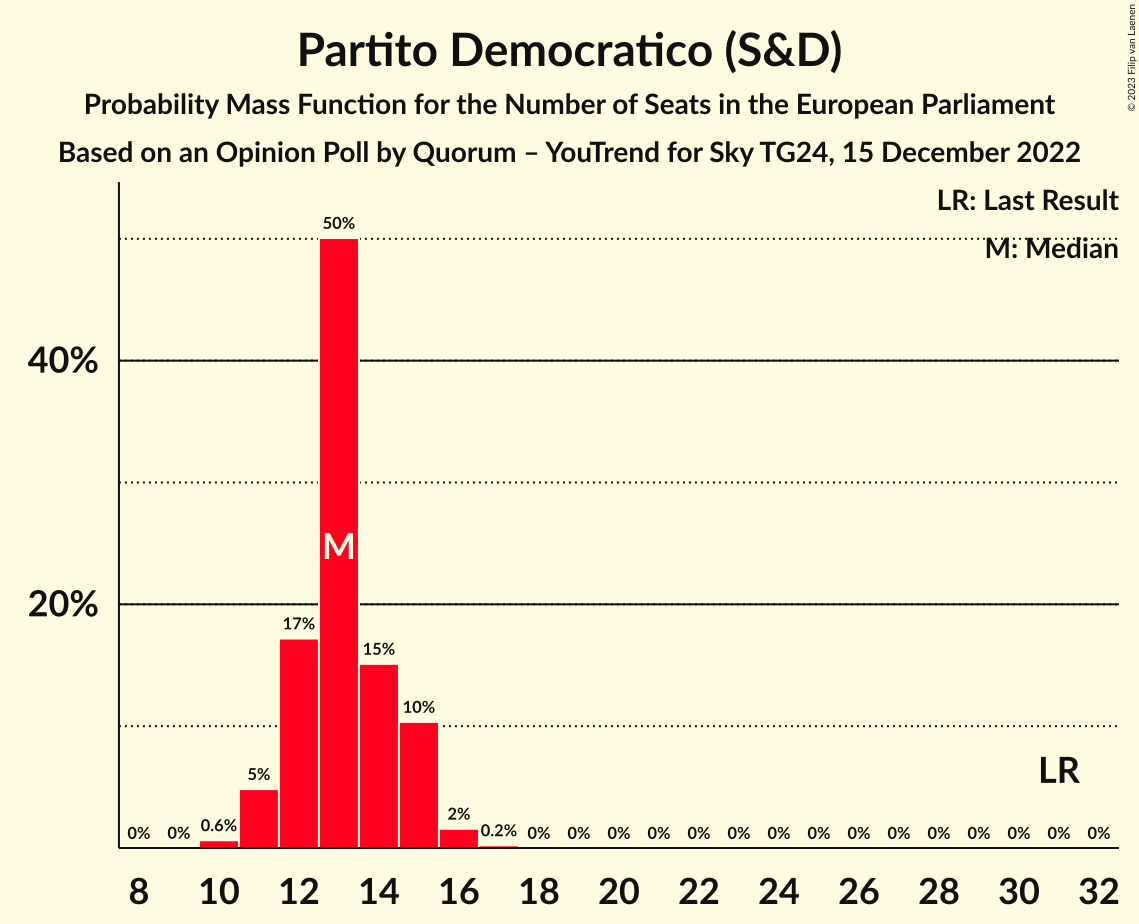 Partito Democratico (S&D)
Probability Mass Function for the Number of Seats in the European Parliament
Based on an Opinion Poll by Quorum – YouTrend for Sky TG24, 15 December 2022
© 2023 Filip van Laenen
LR: Last Result
M: Median
50%
40%
M
20%
17%
15%
10%
LR
5%
2%
0% 0% 0.6% 0.2% 0% 0% 0% 0% 0% 0% 0% 0% 0% 0% 0% 0% 0% 0% 0%
8 10 12 14 16 18 20 22 24 26 28 30 32